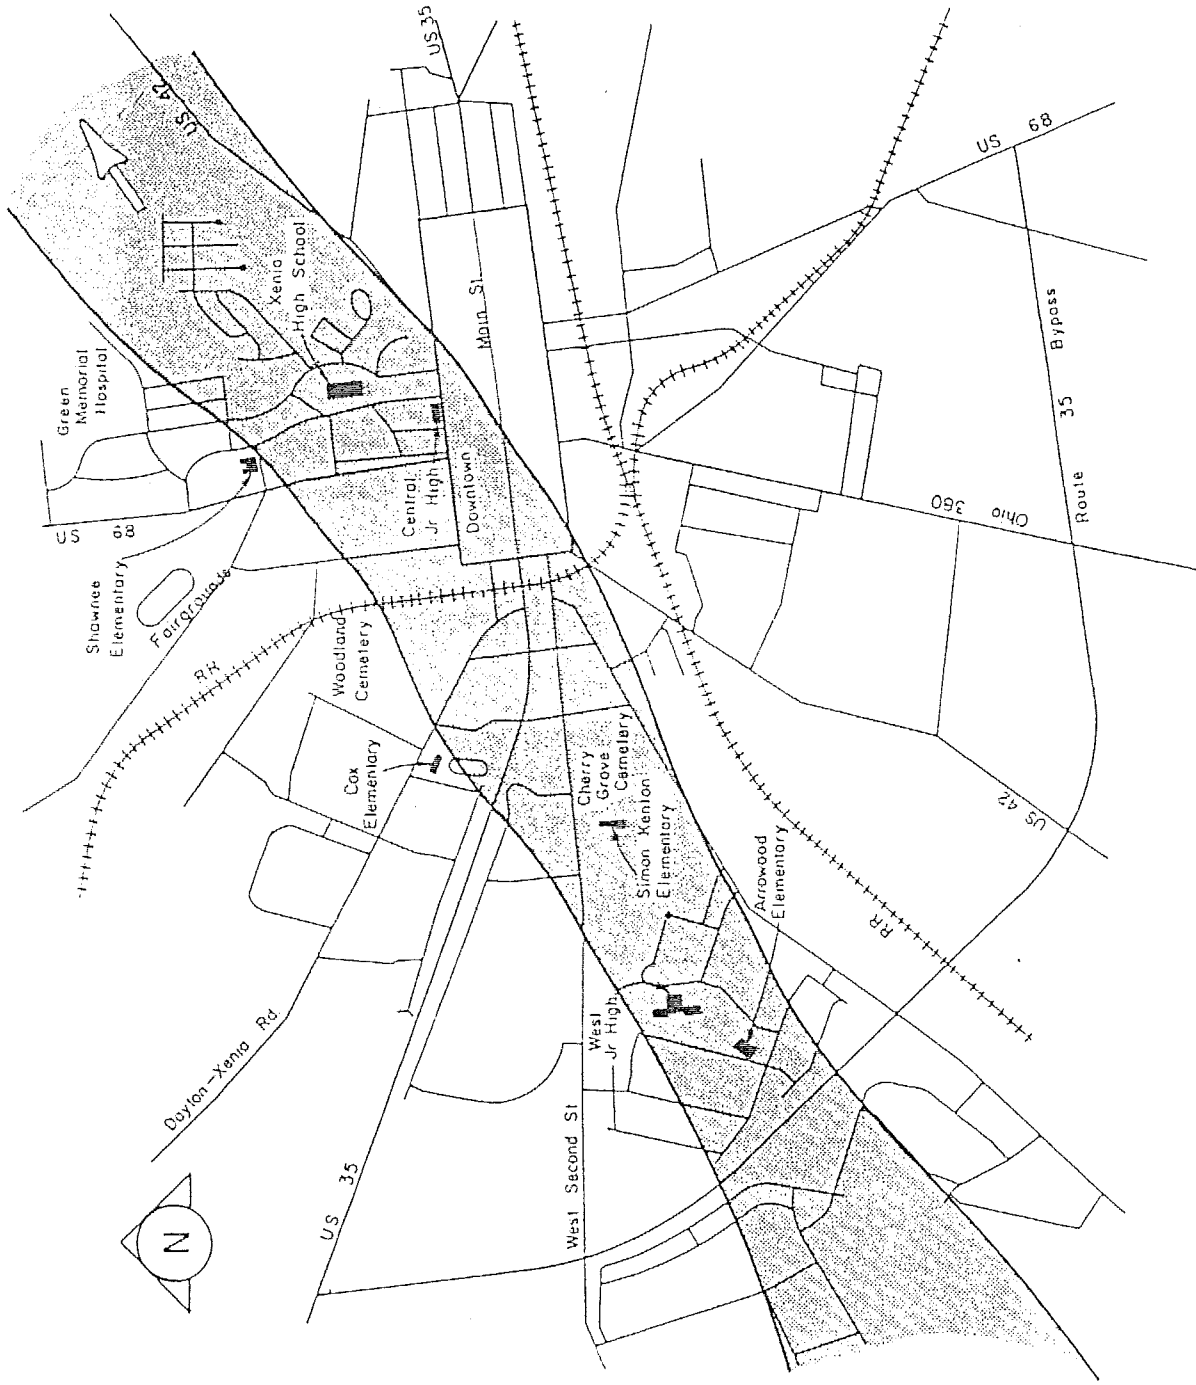 US 35
US 42
US 68
Xenia
High School
Main St
Green
Memorial
Hospital
Bypass
35
Route
Central
Jr High
Downtown
Ohio
360
US 68
Shawnee
Elementary
Fairgrounds
RR
Woodland
Cemetery
Cox
Elementary
Cherry
Grove
Cemetery
Simon Kenton
Elementary
Arrowood
Elementary
US 42
RR
West
Jr High
Dayton-Xenia Rd
US 35
West Second St
N